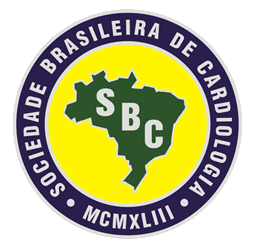 SOCIEDADE BRASILEIRA DE CARDIOLOGIA
SBC
• MCMXLIII •